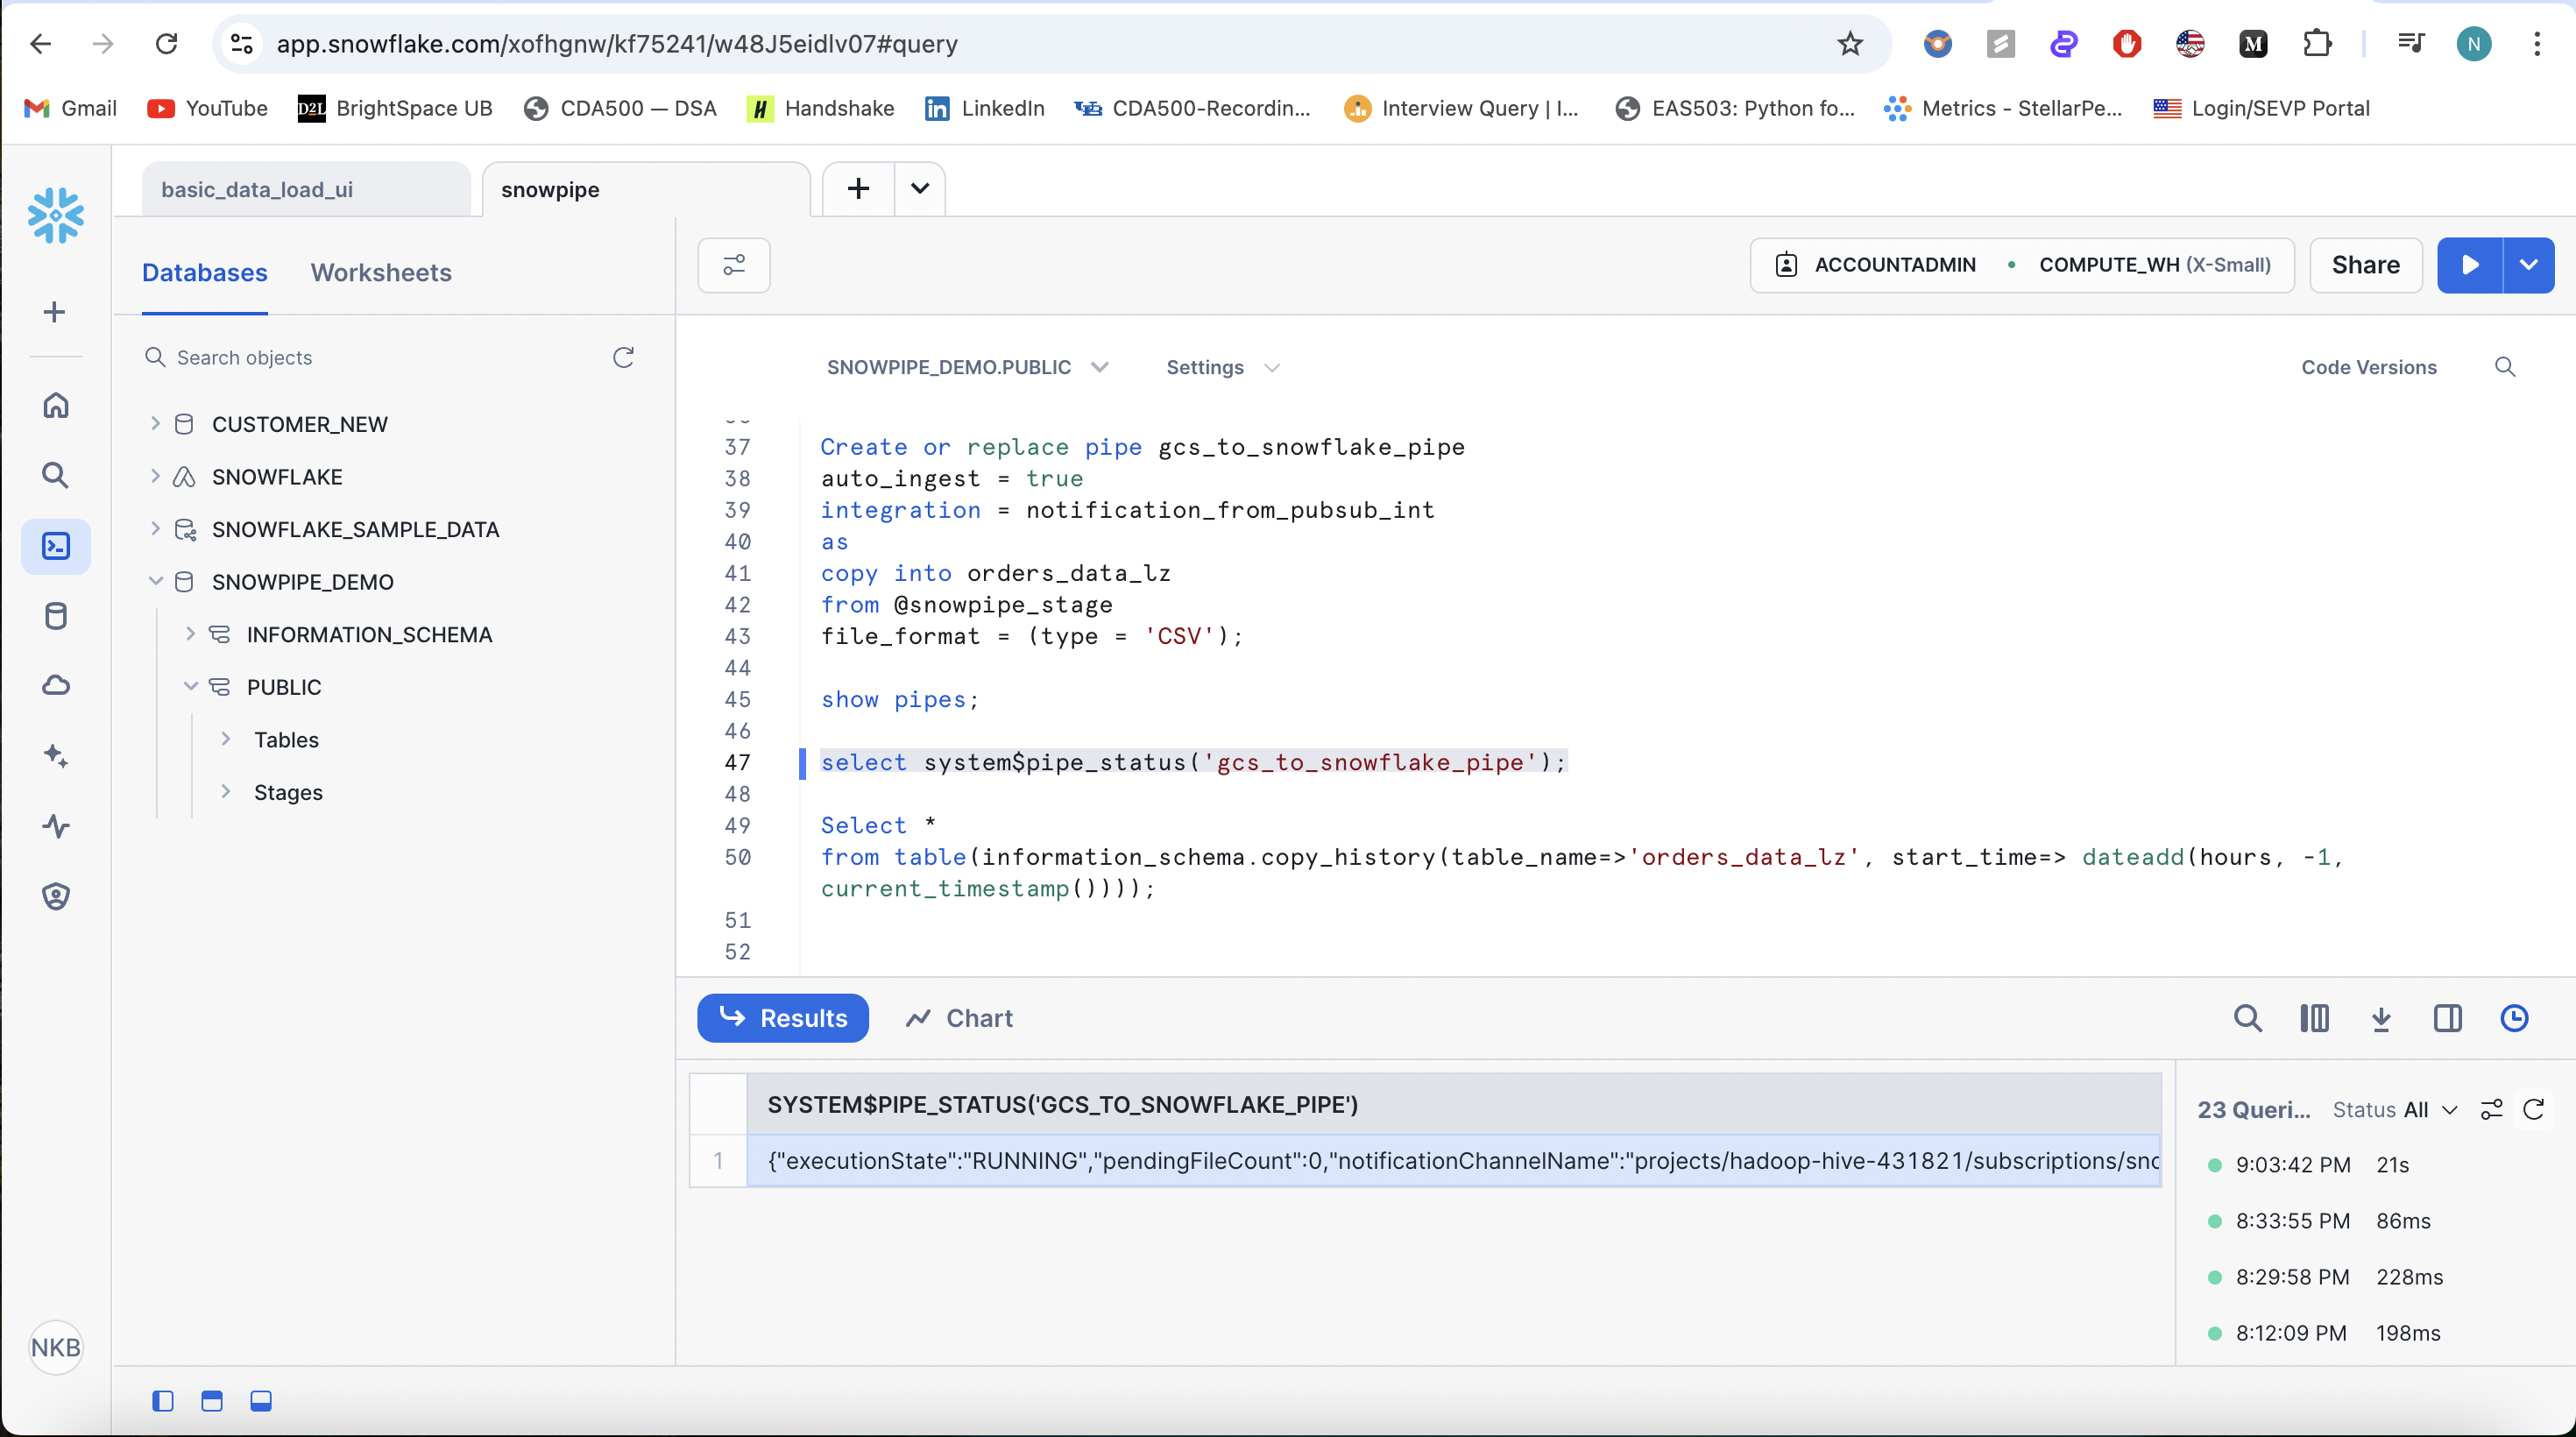 app.snowflake.com/xofhgnw/kf75241/w48J5eidlv07#query
M
N
Gmail
YouTube
D2L BrightSpace UB
CDA500 — DSA
H Handshake
in LinkedIn
UB CDA500-Recordin...
Interview Query | I...
EAS503: Python fo...
Metrics - StellarPe...
Login/SEVP Portal
basic_data_load_ui
snowpipe
Databases
Worksheets
ACCOUNTADMIN
COMPUTE_WH (X-Small)
Share
Search objects
SNOWPIPE_DEMO.PUBLIC
Settings
Code Versions
CUSTOMER_NEW
SNOWFLAKE
SNOWFLAKE_SAMPLE_DATA
SNOWPIPE_DEMO
INFORMATION_SCHEMA
PUBLIC
Tables
Stages
NKB
37 Create or replace pipe gcs_to_snowflake_pipe
38 auto_ingest = true
39 integration = notification_from_pubsub_int
40 as
41 copy into orders_data_lz
42 from @snowpipe_stage
43 file_format = (type = 'CSV');
44
45 show pipes;
46
47 select system$pipe_status('gcs_to_snowflake_pipe');
48
49 Select *
50 from table(information_schema.copy_history(table_name=>'orders_data_lz', start_time=> dateadd(hours, -1,
current_timestamp())));
51
52
Results
Chart
SYSTEM$PIPE_STATUS('GCS_TO_SNOWFLAKE_PIPE')
1 {"executionState":"RUNNING","pendingFileCount":0,"notificationChannelName":"projects/hadoop-hive-431821/subscriptions/sno
23 Queri...
Status All
9:03:42 PM 21s
8:33:55 PM 86ms
8:29:58 PM 228ms
8:12:09 PM 198ms